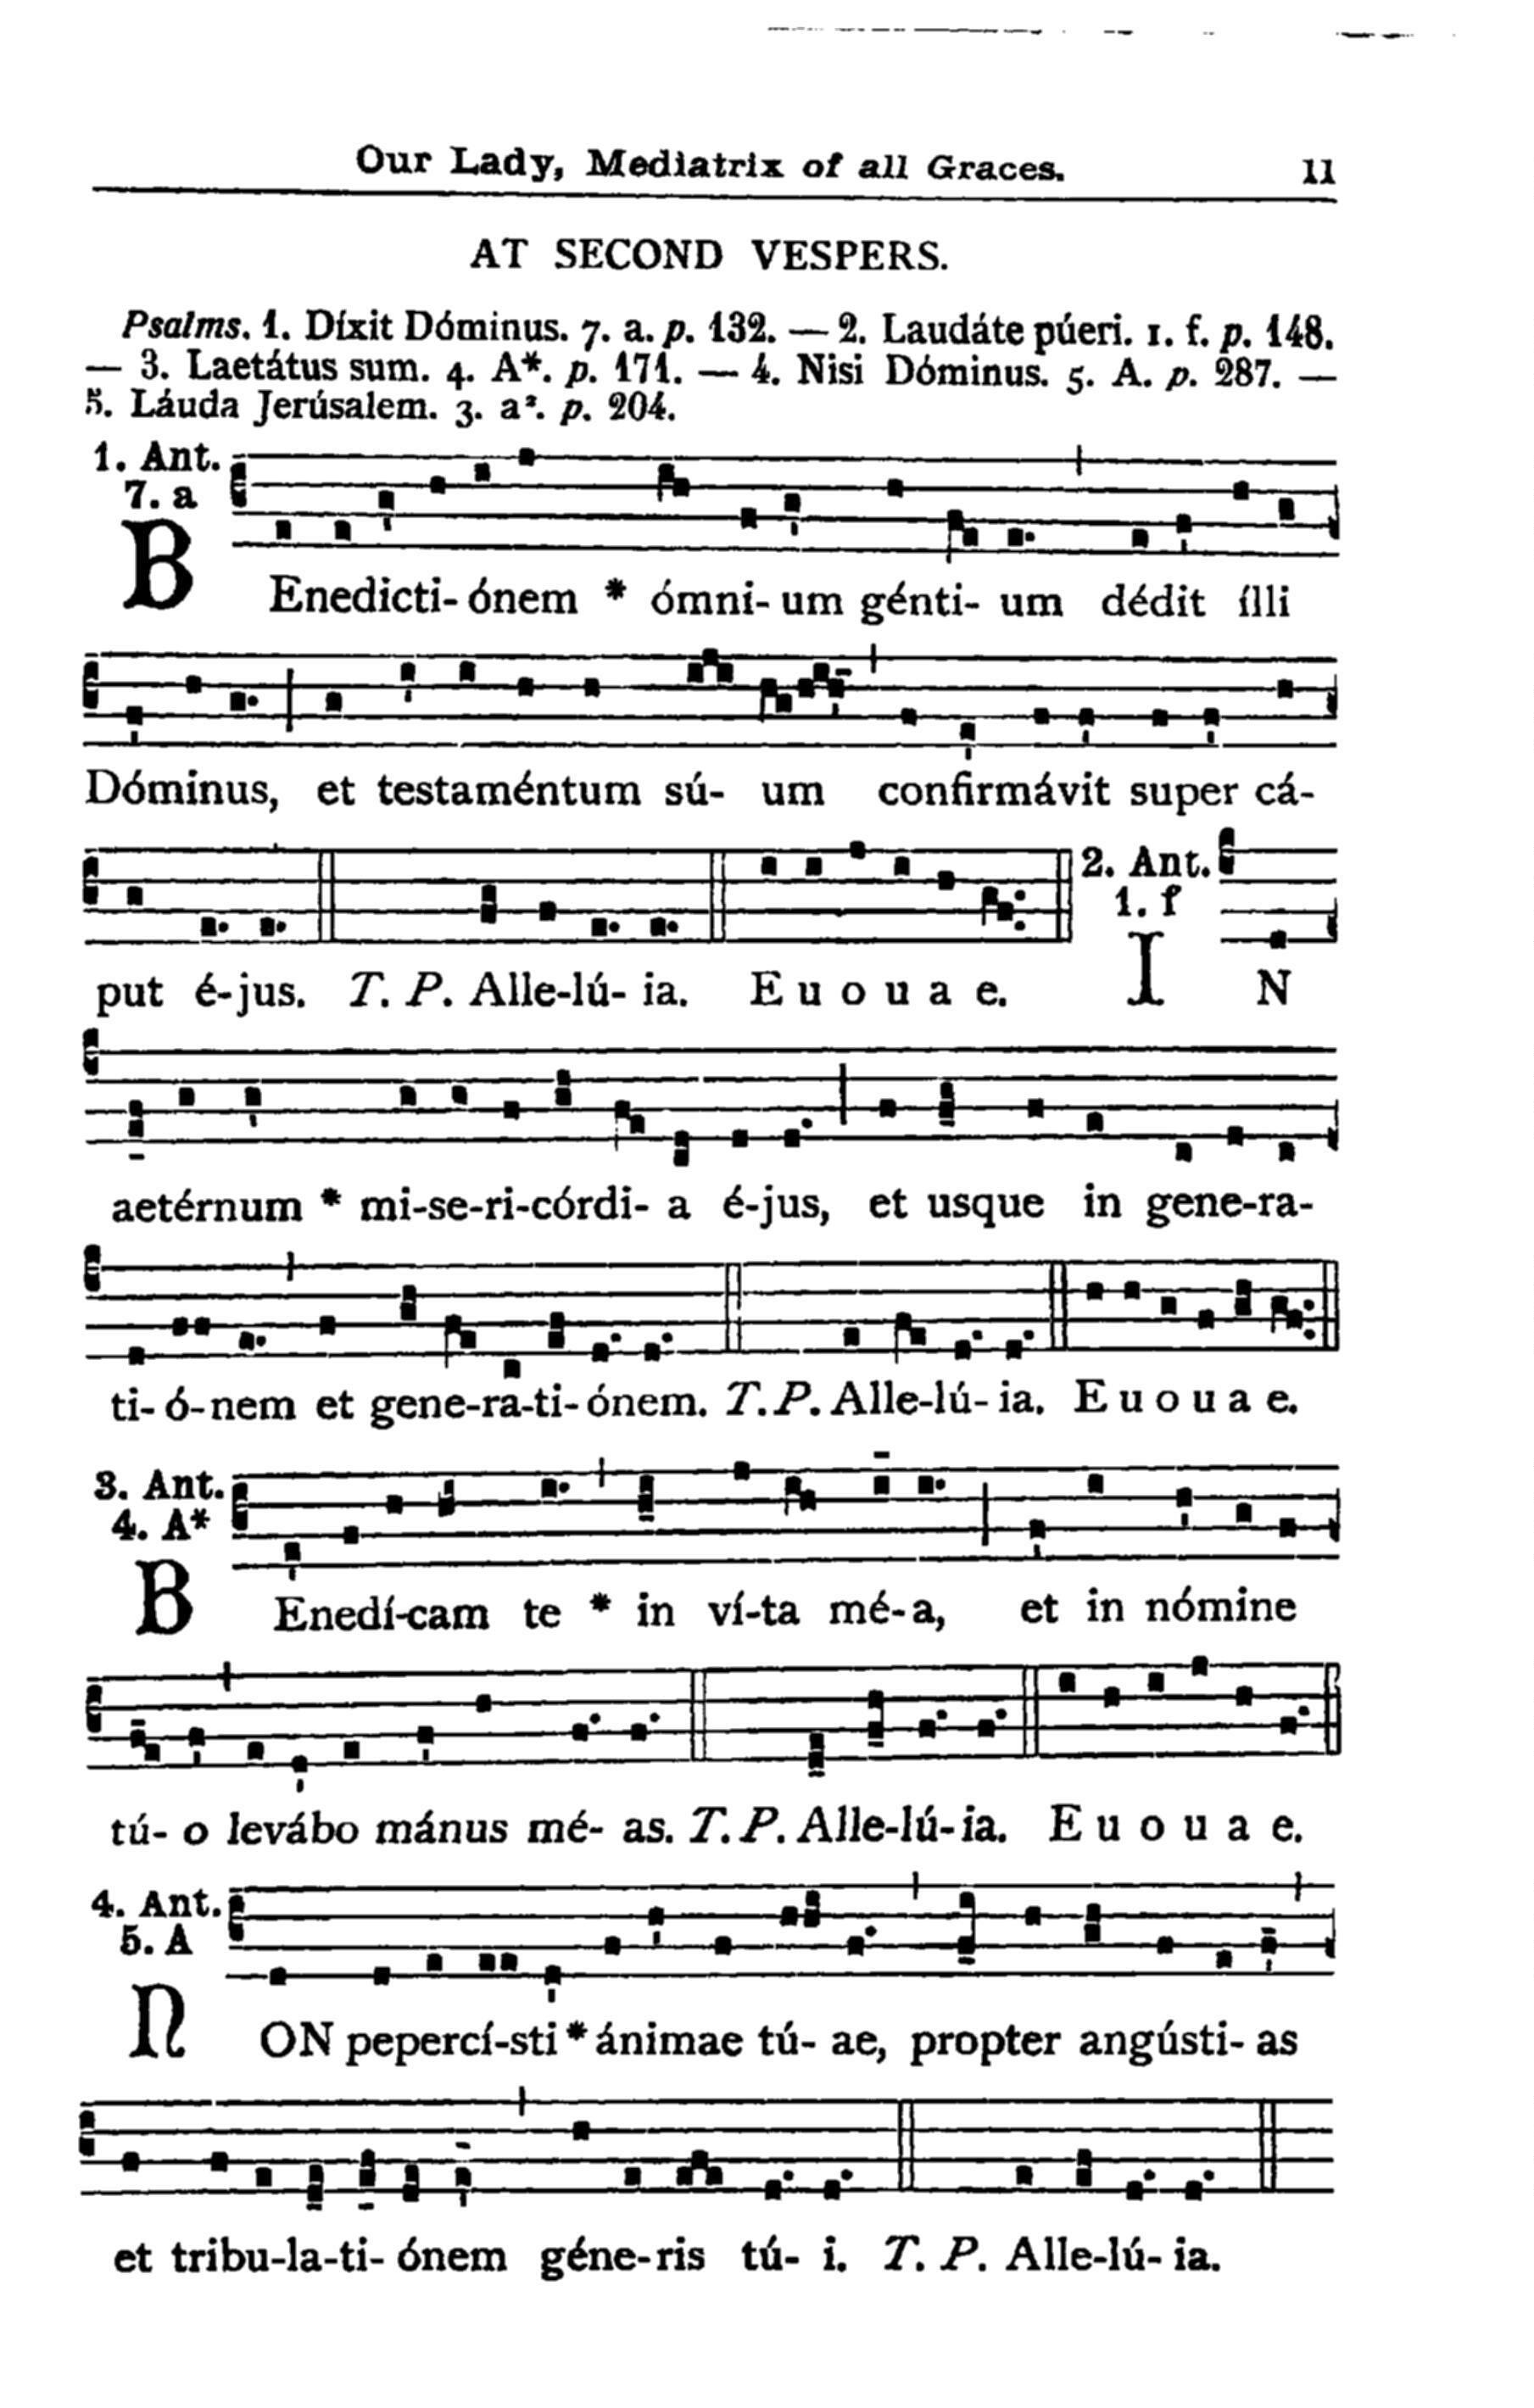 Our Lady, Mediatrix of all Graces. 11
AT SECOND VESPERS.
Psalms. 1. Díxit Dóminus. 7. a. p. 132. — 2. Laudáte púeri. 1. f. p. 148.
— 3. Laetátus sum. 4. A*. p. 171. — 4. Nisi Dóminus. 5. A. p. 287. —
5. Láuda Jerúsalem. 3. a². p. 204.
1. Ant.
7. a
BEnedicti-ónem * ómni-um génti-um dédit ílli
Dóminus, et testaméntum sú-um confirmávit super cá-
2. Ant.
1. f
put é-jus. T. P. Alle-lú-ia. E u o u a e. IN
aetérnum * mi-se-ri-córdi-a é-jus, et usque in gene-ra-
ti-ó-nem et gene-ra-ti-ónem. T. P. Alle-lú-ia. E u o u a e.
3. Ant.
4. A*
BEnedí-cam te * in ví-ta mé-a, et in nómine
tú-o levábo mánus mé-as. T. P. Alle-lú-ia. E u o u a e.
4. Ant.
5. A
NON pepercí-sti * ánimae tú-ae, propter angústi-as
et tribu-la-ti-ónem géne-ris tú-i. T. P. Alle-lú-ia.